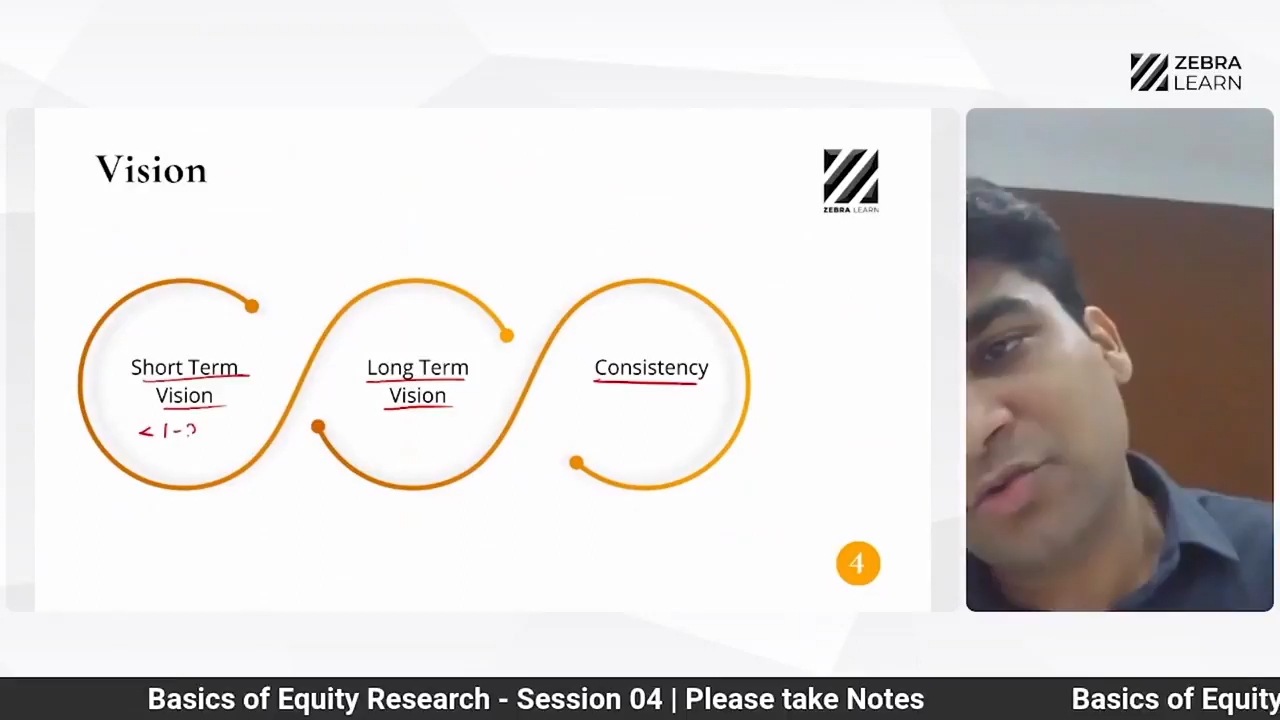 ZEBRA
LEARN
Vision
ZEBRA LEARN
Short Term
Vision
Long Term
Vision
Consistency
4
Basics of Equity Research - Session 04 | Please take Notes
Basics of Equity